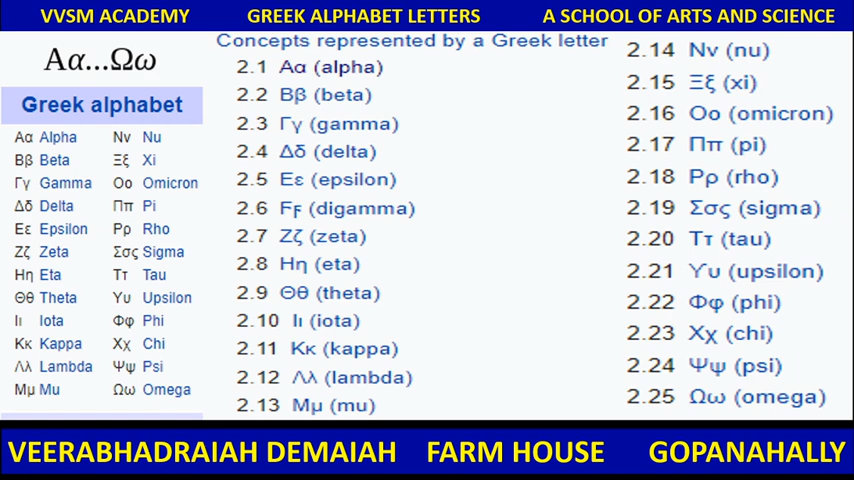 VVSM ACADEMY GREEK ALPHABET LETTERS A SCHOOL OF ARTS AND SCIENCE
Αα...Ωω
Greek alphabet
Αα Alpha Νν Nu
Ββ Beta Ξξ Xi
Γγ Gamma Οο Omicron
Δδ Delta Ππ Pi
Εε Epsilon Ρρ Rho
Ζζ Zeta Σσς Sigma
Ηη Eta Ττ Tau
Θθ Theta Υυ Upsilon
Ιι Iota Φφ Phi
Κκ Kappa Χχ Chi
Λλ Lambda Ψψ Psi
Μμ Mu Ωω Omega
Concepts represented by a Greek letter
2.1 Αα (alpha)
2.2 Ββ (beta)
2.3 Γγ (gamma)
2.4 Δδ (delta)
2.5 Εε (epsilon)
2.6 Ϝϝ (digamma)
2.7 Ζζ (zeta)
2.8 Ηη (eta)
2.9 Θθ (theta)
2.10 Ιι (iota)
2.11 Κκ (kappa)
2.12 Λλ (lambda)
2.13 Μμ (mu)
2.14 Νν (nu)
2.15 Ξξ (xi)
2.16 Οο (omicron)
2.17 Ππ (pi)
2.18 Ρρ (rho)
2.19 Σσς (sigma)
2.20 Ττ (tau)
2.21 Υυ (upsilon)
2.22 Φφ (phi)
2.23 Χχ (chi)
2.24 Ψψ (psi)
2.25 Ωω (omega)
VEERABHADRAIAH DEMAIAH FARM HOUSE GOPANAHALLY